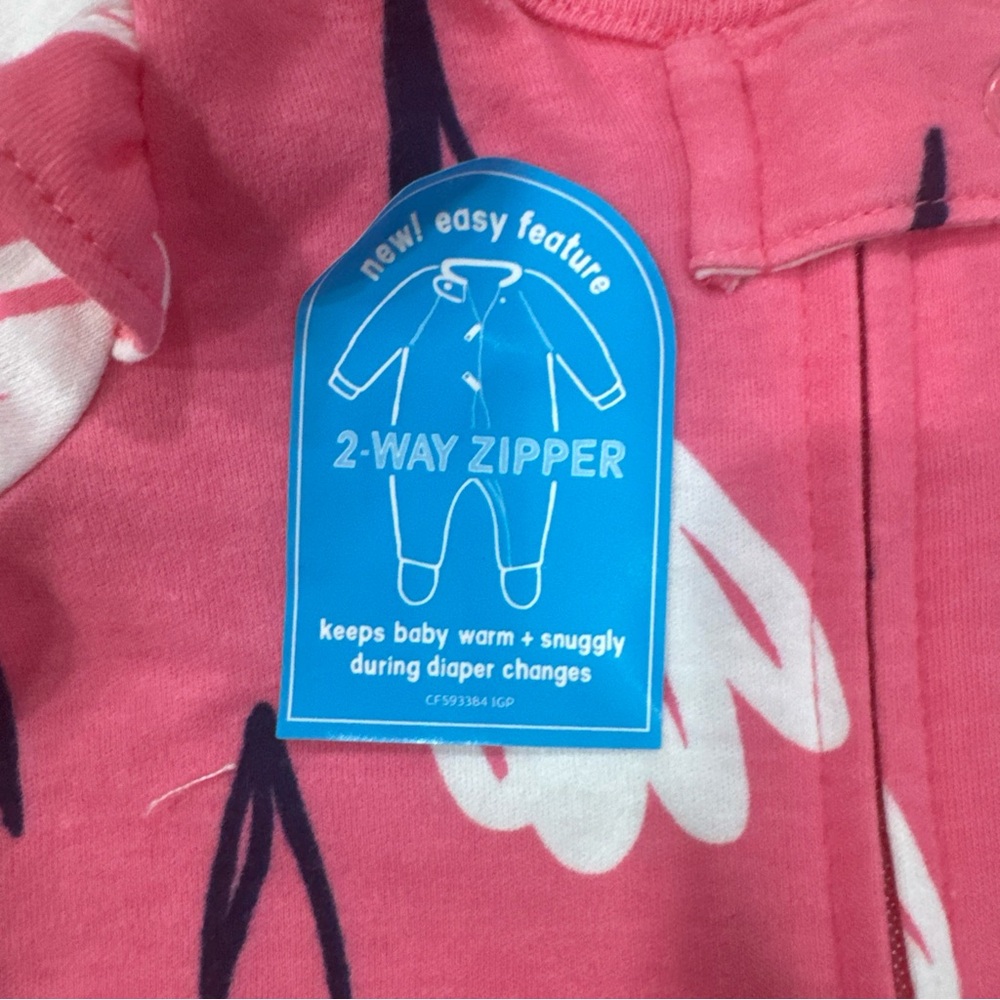 new! easy feature
2-WAY ZIPPER
keeps baby warm + snuggly
during diaper changes
CF593384 IGP